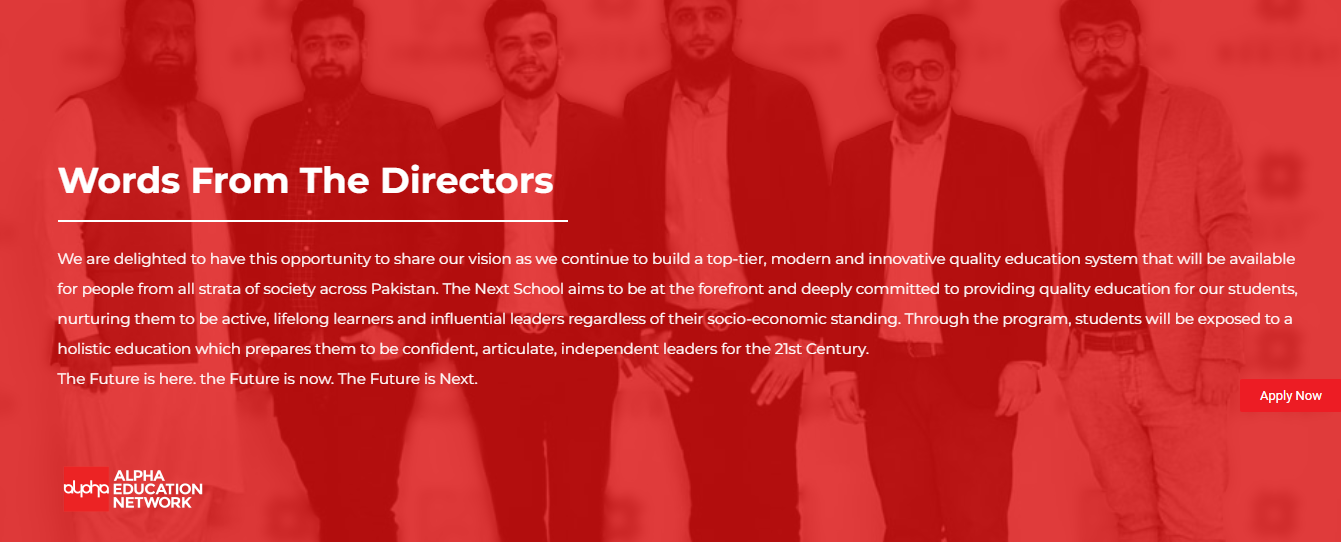 Words From The Directors
We are delighted to have this opportunity to share our vision as we continue to build a top-tier, modern and innovative quality education system that will be available
for people from all strata of society across Pakistan. The Next School aims to be at the forefront and deeply committed to providing quality education for our students,
nurturing them to be active, lifelong learners and influential leaders regardless of their socio-economic standing. Through the program, students will be exposed to a
holistic education which prepares them to be confident, articulate, independent leaders for the 21st Century.
The Future is here. the Future is now. The Future is Next.
Apply Now
alpha
ALPHA
EDUCATION
NETWORK